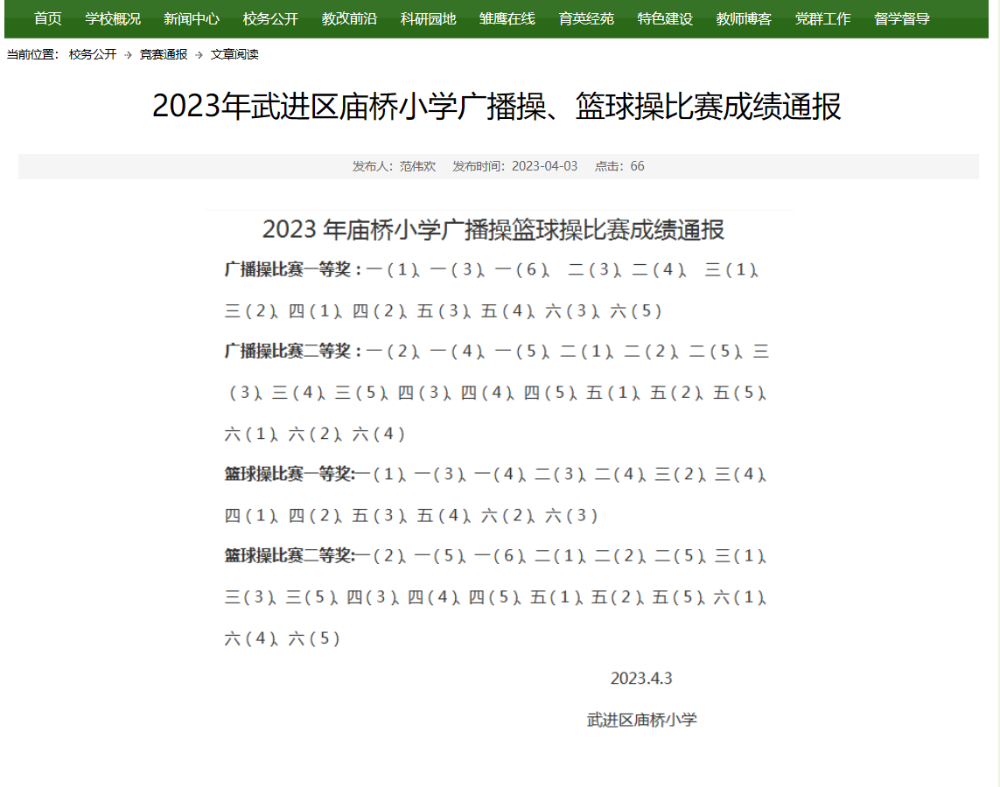 首页 学校概况 新闻中心 校务公开 教改前沿 科研园地 雏鹰在线 育英经苑 特色建设 教师博客 党群工作 督学督导
当前位置： 校务公开 → 竞赛通报 → 文章阅读
2023年武进区庙桥小学广播操、篮球操比赛成绩通报
发布人：范伟欢 发布时间：2023-04-03 点击：66
2023 年庙桥小学广播操篮球操比赛成绩通报
广播操比赛一等奖：一（1）、一（3）、一（6）、 二（3）、二（4）、 三（1）、
三（2）、四（1）、四（2）、五（3）、五（4）、六（3）、六（5）
广播操比赛二等奖：一（2）、一（4）、一（5）、二（1）、二（2）、二（5）、三
（3）、三（4）、三（5）、四（3）、四（4）、四（5）、五（1）、五（2）、五（5）、
六（1）、六（2）、六（4）
篮球操比赛一等奖:一（1）、一（3）、一（4）、二（3）、二（4）、三（2）、三（4）、
四（1）、四（2）、五（3）、五（4）、六（2）、六（3）
篮球操比赛二等奖:一（2）、一（5）、一（6）、二（1）、二（2）、二（5）、三（1）、
三（3）、三（5）、四（3）、四（4）、四（5）、五（1）、五（2）、五（5）、六（1）、
六（4）、六（5）
2023.4.3
武进区庙桥小学